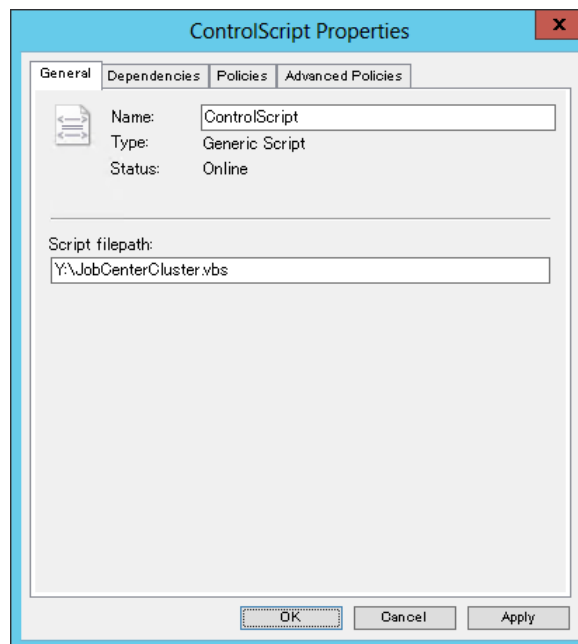 ControlScript Properties
x
General Dependencies Policies Advanced Policies
Name: ControlScript
Type: Generic Script
Status: Online
Script filepath:
Y:\JobCenterCluster.vbs
OK Cancel Apply